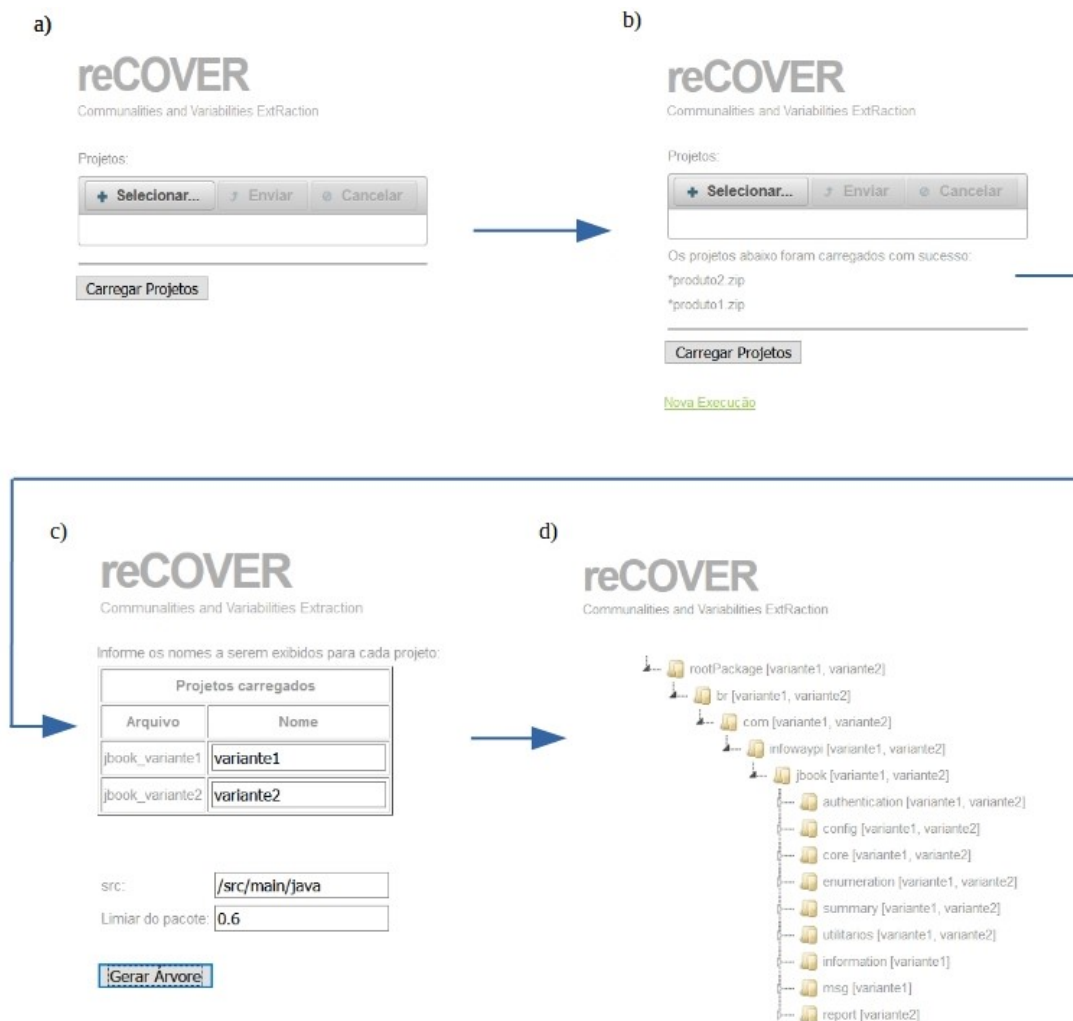 a)
reCOVER
Communalities and Variabilities ExtRaction
Projetos:
Selecionar... Enviar Cancelar
Carregar Projetos
b)
reCOVER
Communalities and Variabilities ExtRaction
Projetos:
Selecionar... Enviar Cancelar
Os projetos abaixo foram carregados com sucesso:
*produto2.zip
*produto1.zip
Carregar Projetos
Nova Execução
c)
reCOVER
Communalities and Variabilities Extraction
Informe os nomes a serem exibidos para cada projeto:
Projetos carregados
Arquivo Nome
jbook_variante1 variante1
jbook_variante2 variante2
src: /src/main/java
Limiar do pacote: 0.6
Gerar Árvore
d)
reCOVER
Communalities and Variabilities ExtRaction
rootPackage [variante1, variante2]
br [variante1, variante2]
com [variante1, variante2]
infowaypi [variante1, variante2]
jbook [variante1, variante2]
authentication [variante1, variante2]
config [variante1, variante2]
core [variante1, variante2]
enumeration [variante1, variante2]
summary [variante1, variante2]
utilitarios [variante1, variante2]
information [variante1]
msg [variante1]
report [variante2]